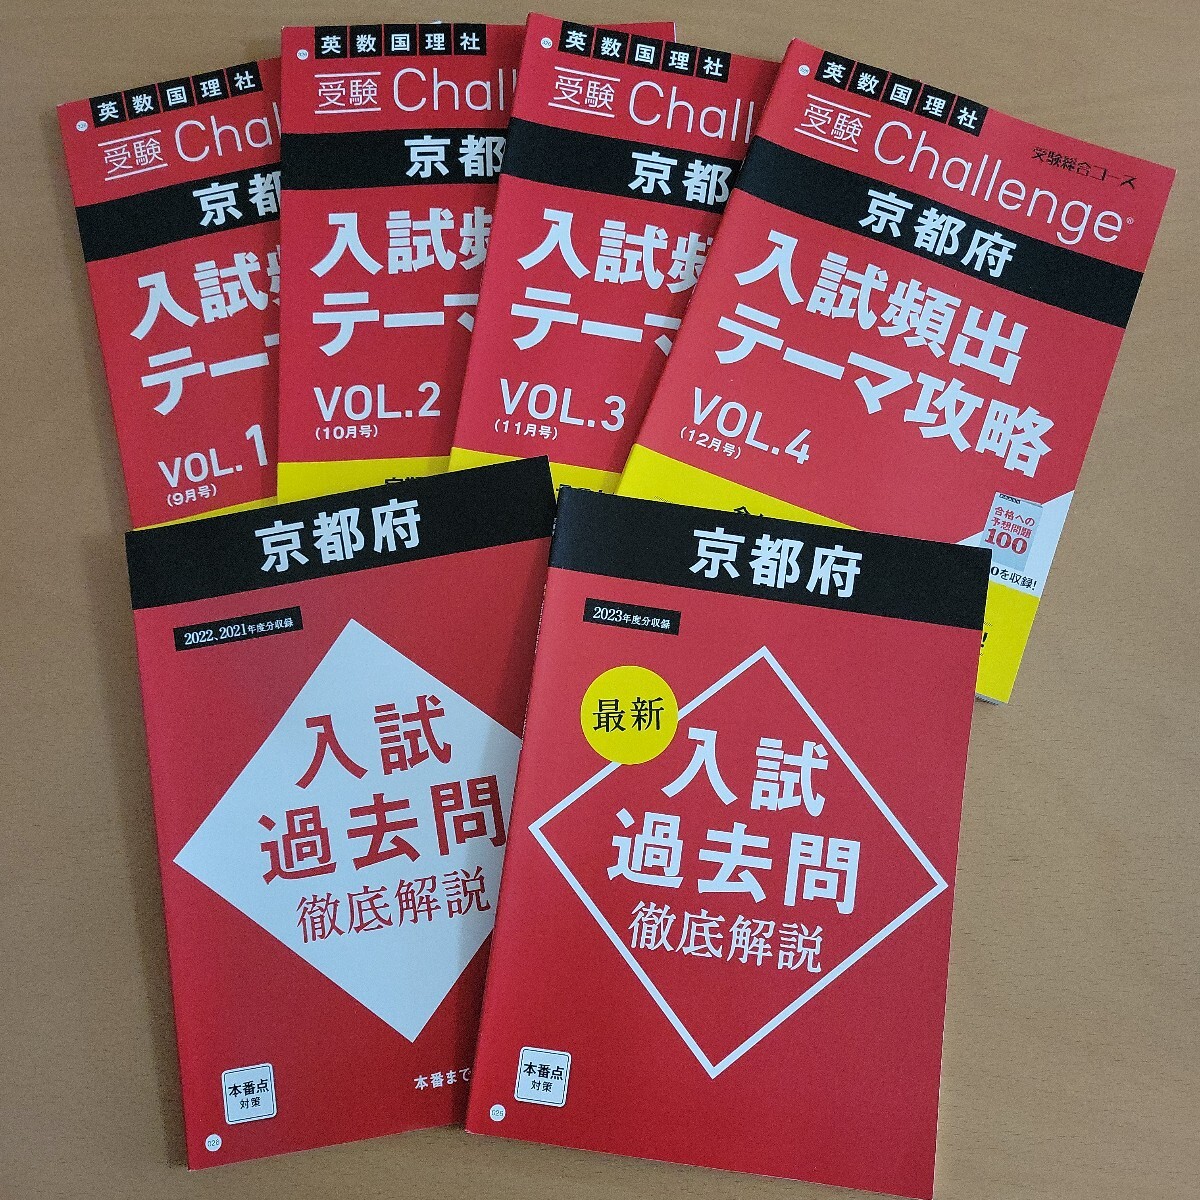 英数国理社
受験 Chal
京都
入試頻
テーマ
VOL.1
(9月号)
英数国理社
受験 Chall
京都
入試頻
テーマ
VOL.2
(10月号)
英数国理社
受験 Chall
京都
入試頻
テーマ
VOL.3
(11月号)
英数国理社
受験 Challenge®
受験総合コース
京都府
入試頻出
テーマ攻略
VOL.4
(12月号)
合格への
予想問題
100
0を収録!
京都府
2022、2021年度分収録
入試
過去問
徹底解説
本番点
対策
本番まで
026
京都府
2023年度分収録
最新
入試
過去問
徹底解説
本番点
対策
026